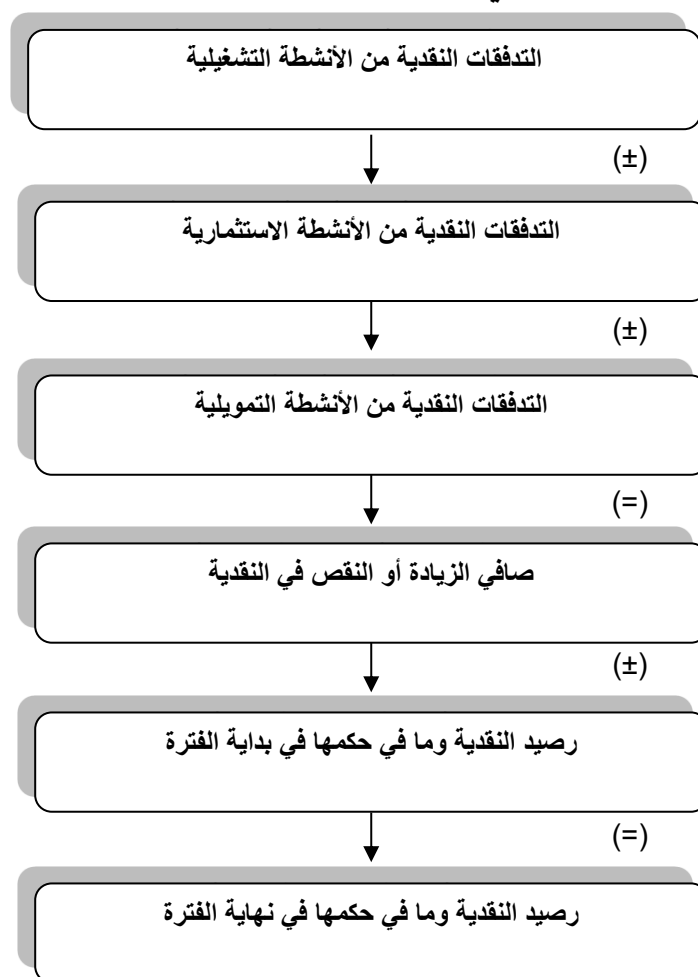 التدفقات النقدية من الأنشطة التشغيلية
(±)
التدفقات النقدية من الأنشطة الاستثمارية
(±)
التدفقات النقدية من الأنشطة التمويلية
(=)
صافي الزيادة أو النقص في النقدية
(±)
رصيد النقدية وما في حكمها في بداية الفترة
(=)
رصيد النقدية وما في حكمها في نهاية الفترة